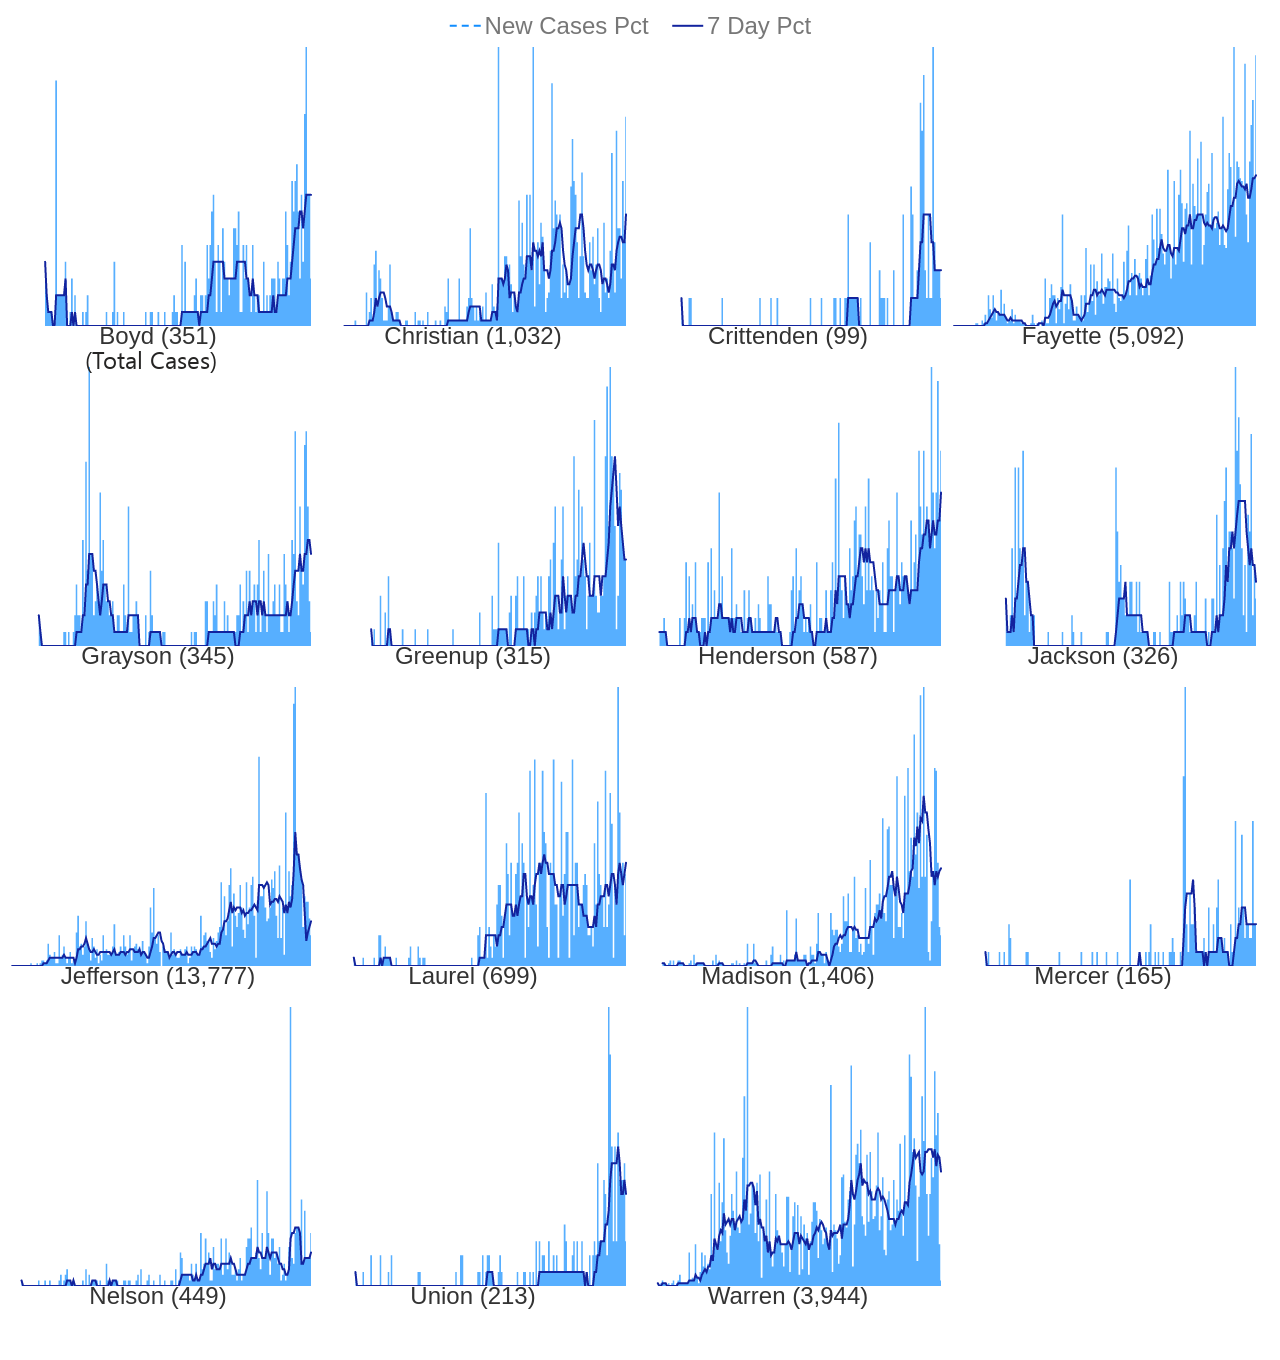 New Cases Pct 7 Day Pct
Boyd (351) Christian (1,032) Crittenden (99) Fayette (5,092)
(Total Cases)
Grayson (345) Greenup (315) Henderson (587) Jackson (326)
Jefferson (13,777) Laurel (699) Madison (1,406) Mercer (165)
Nelson (449) Union (213) Warren (3,944)